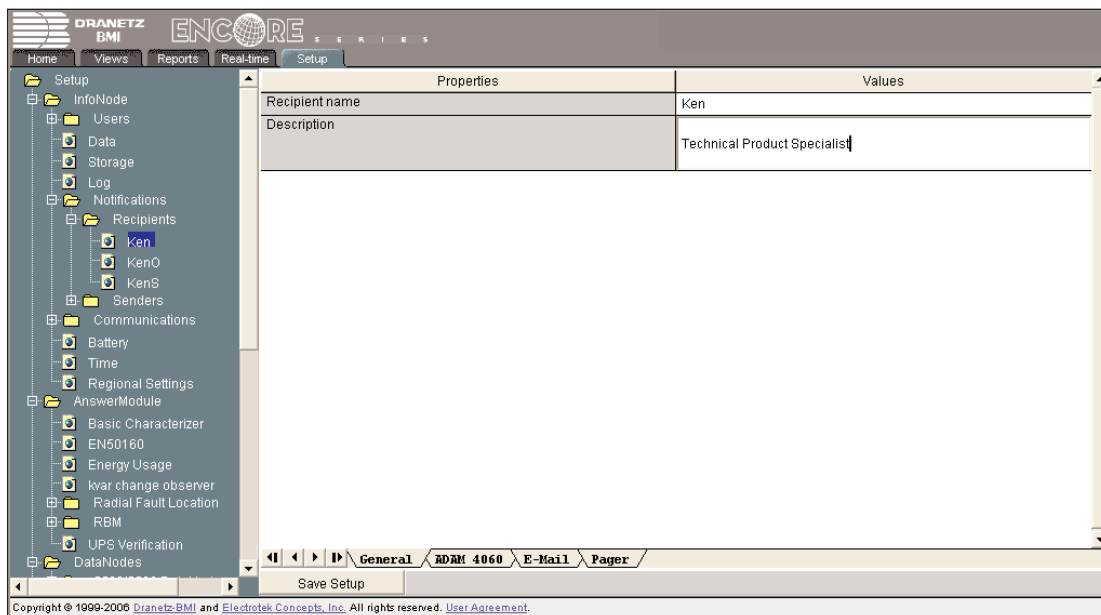 DRANETZ
BMI
ENCORE
SERIES
Home Views Reports Real-time Setup
Setup
InfoNode
Users
Data
Storage
Log
Notifications
Recipients
Ken
KenO
KenS
Senders
Communications
Battery
Time
Regional Settings
AnswerModule
Basic Characterizer
EN50160
Energy Usage
kvar change observer
Radial Fault Location
RBM
UPS Verification
DataNodes
Properties Values
Recipient name Ken
Description Technical Product Specialist
General ADAM 4060 E-Mail Pager
Save Setup
Copyright © 1999-2006 Dranetz-BMI and Electrotek Concepts, Inc. All rights reserved. User Agreement.